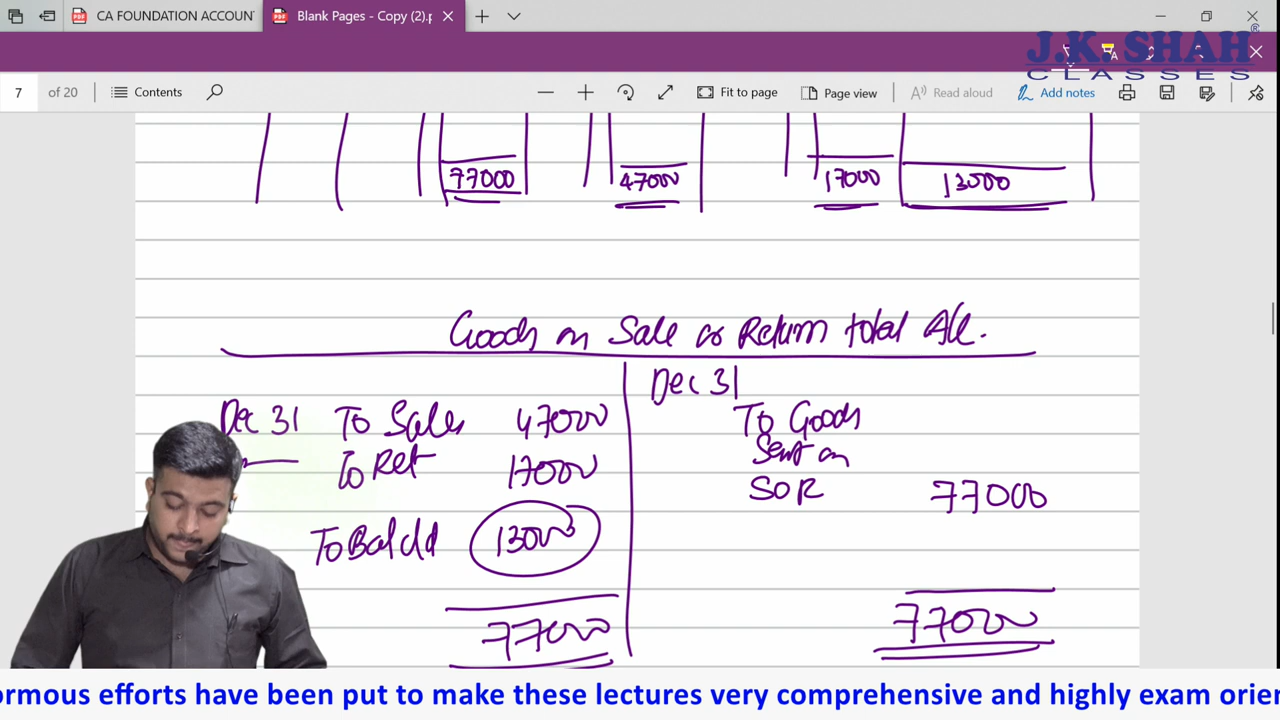 CA FOUNDATION ACCOUN
Blank Pages - Copy (2).p
J.K. SHAH ®
CLASSES
7 of 20
Contents
Fit to page
Page view
Read aloud
Add notes
77000 47000 17000 13000
Goods on Sale or Return total A/c.
Dec 31 To Sales 47000
To Ret 17000
To Bal c/d 13000
77000
Dec 31
To Goods
Sent on
SOR 77000
77000
ormous efforts have been put to make these lectures very comprehensive and highly exam orien